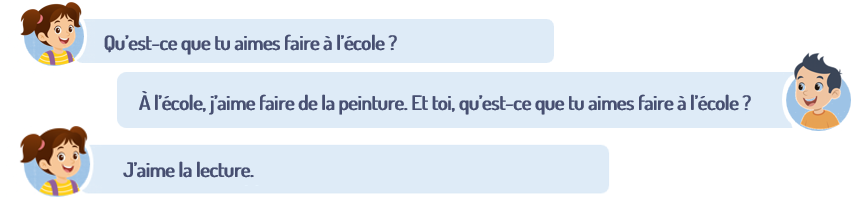 Qu'est-ce que tu aimes faire à l'école ?
À l'école, j'aime faire de la peinture. Et toi, qu'est-ce que tu aimes faire à l'école ?
J'aime la lecture.